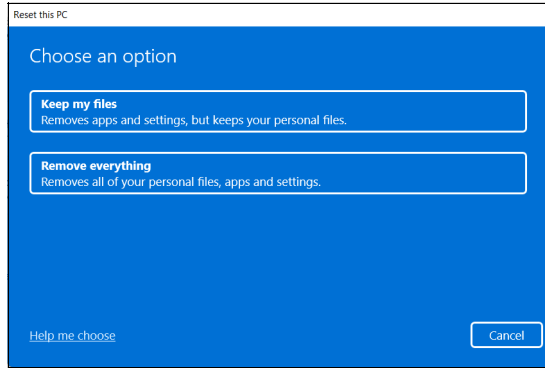 Reset this PC
Choose an option
Keep my files
Removes apps and settings, but keeps your personal files.
Remove everything
Removes all of your personal files, apps and settings.
Help me choose
Cancel